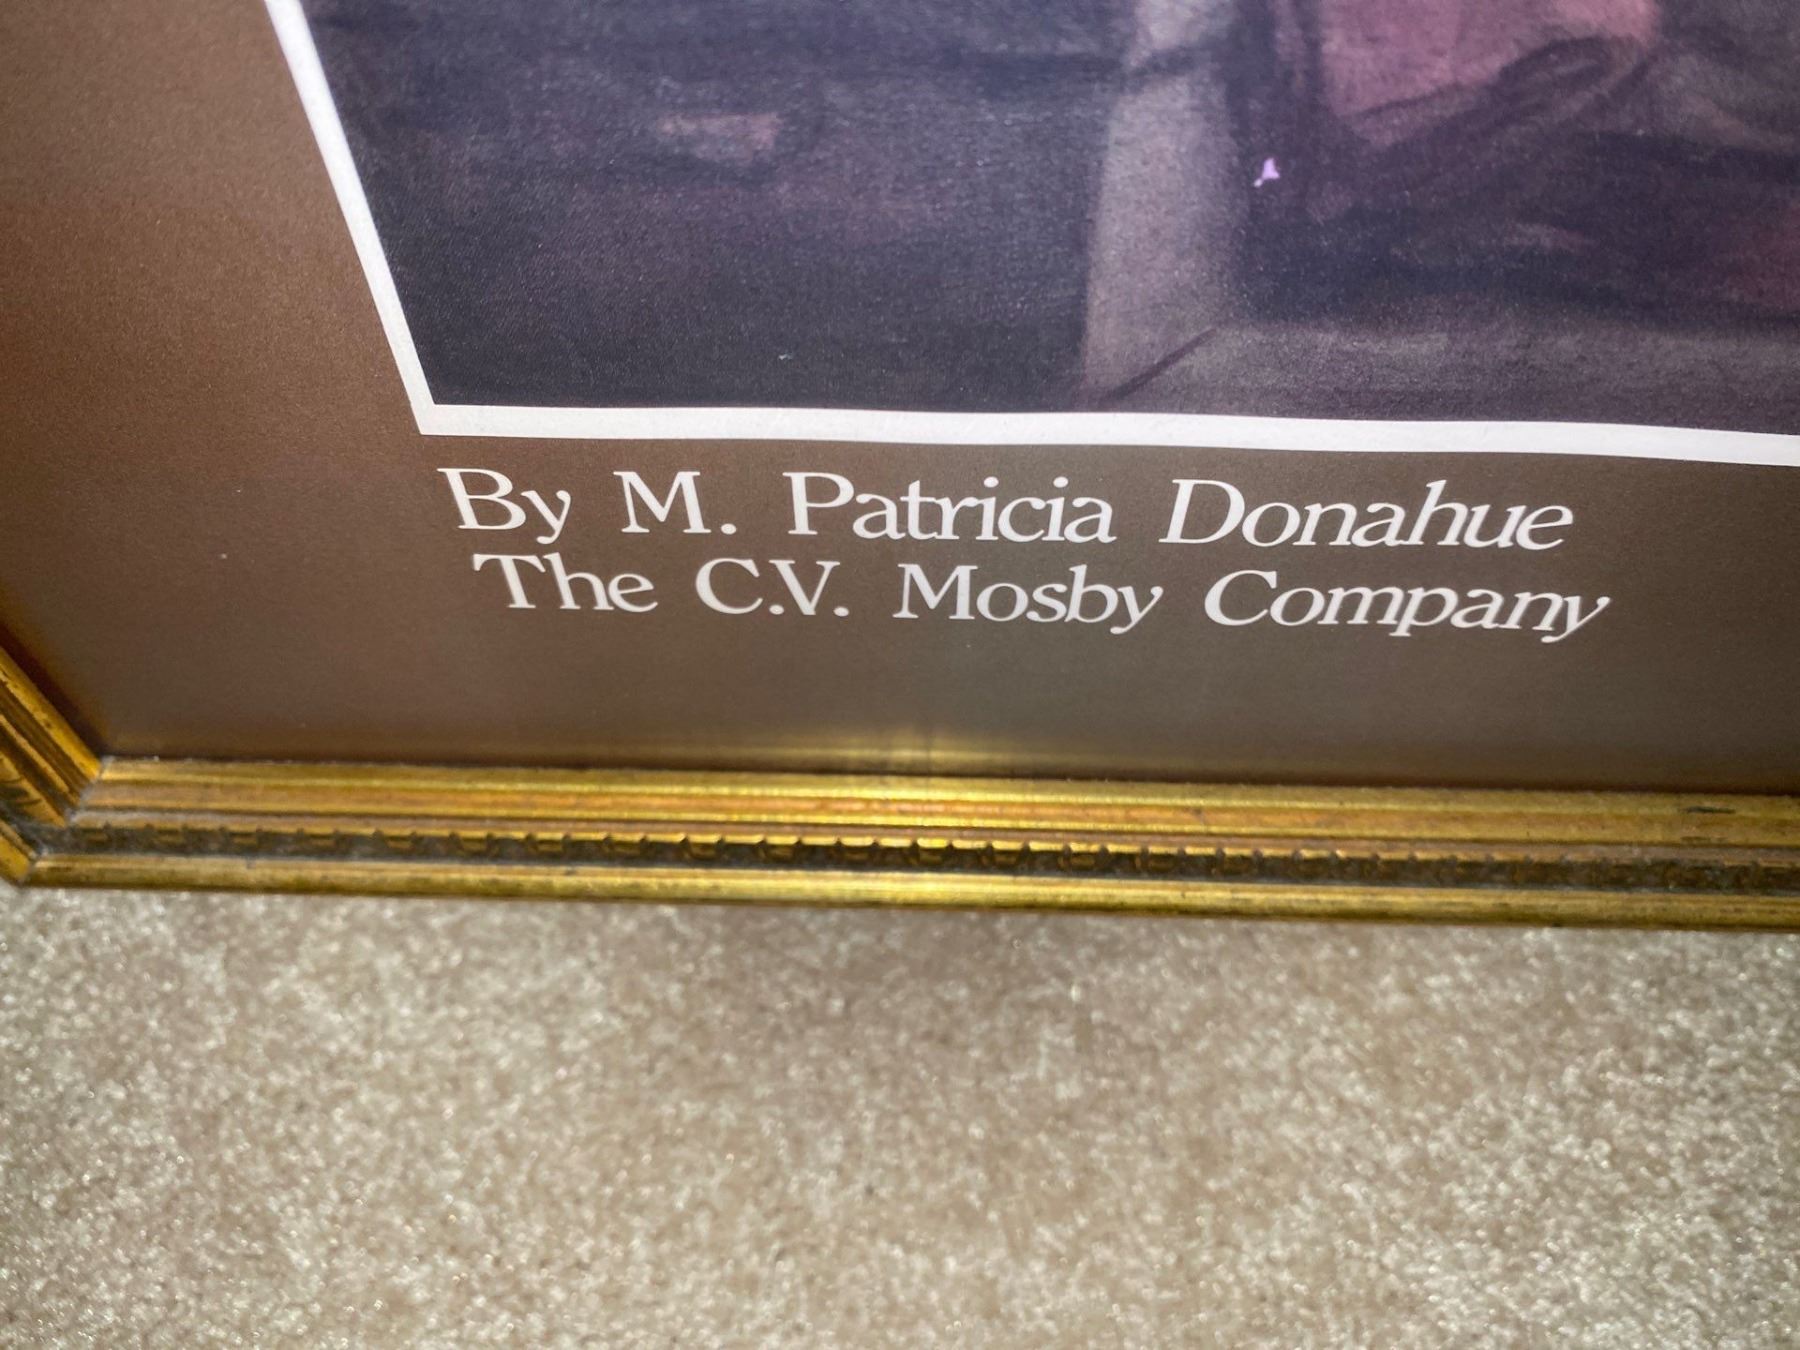 By M. Patricia Donahue
The C.V. Mosby Company